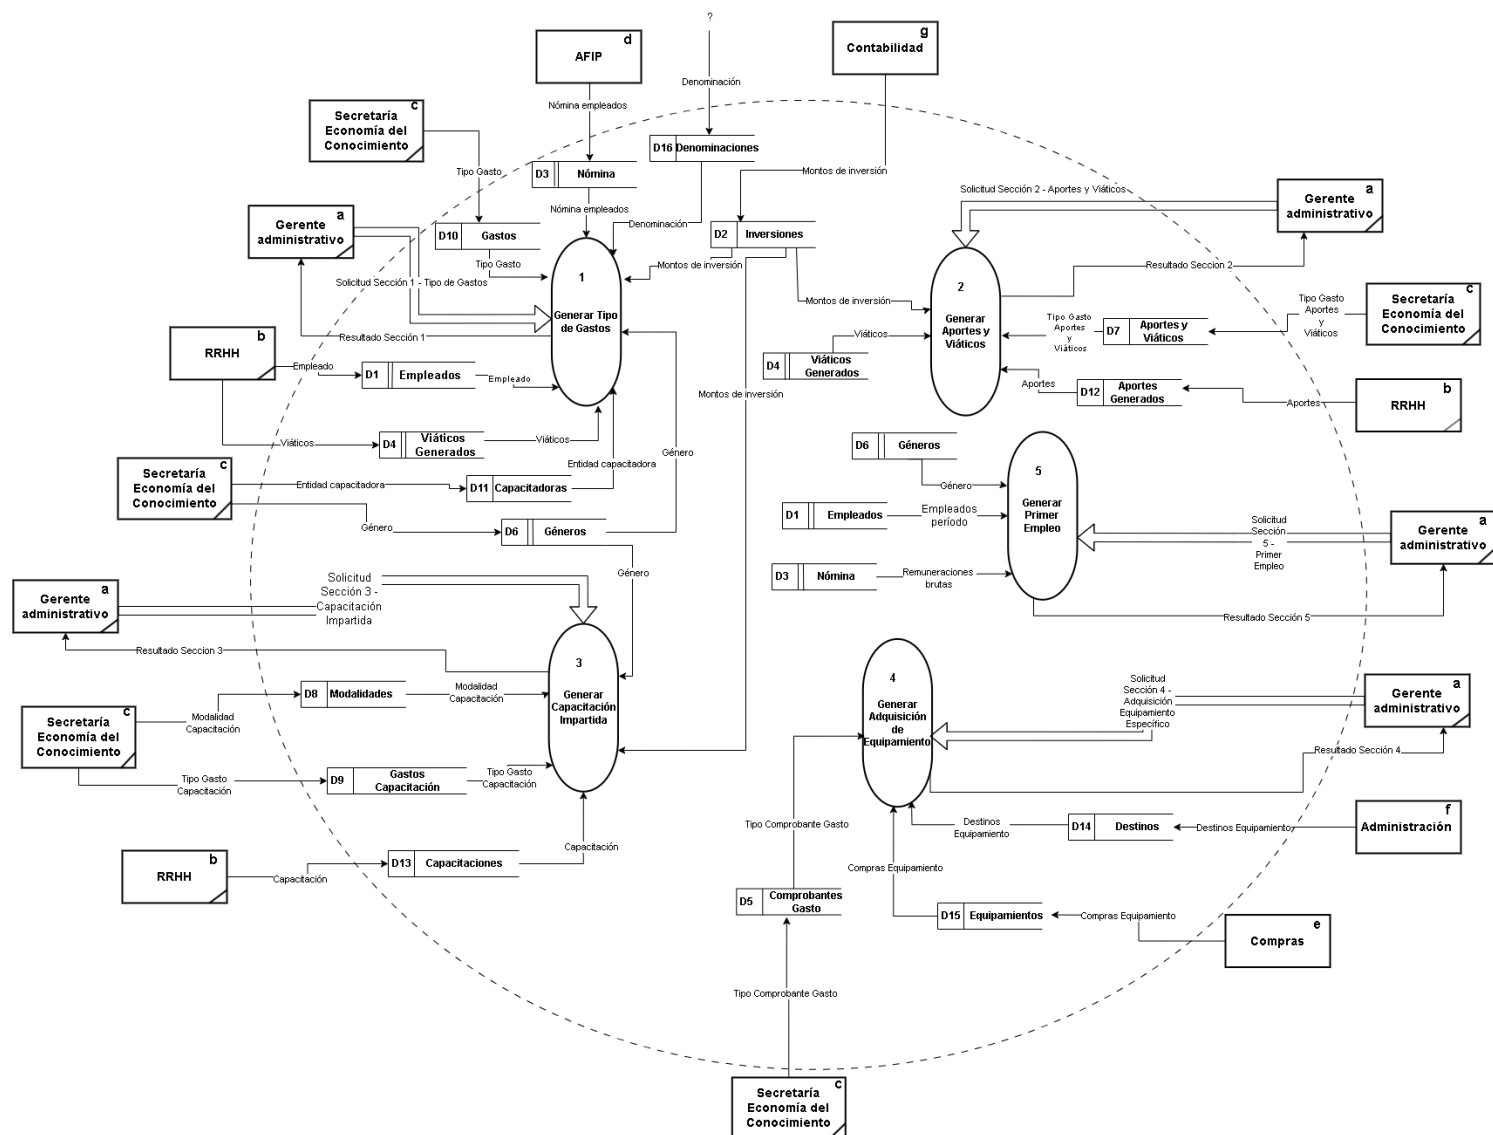 ?
d
AFIP
g
Contabilidad
Denominación
Nómina empleados
c
Secretaría
Economía del
Conocimiento
D16
Denominaciones
Tipo Gasto
D3
Nómina
Montos de inversión
a
Gerente
administrativo
Solicitud Sección 2 - Aportes y Viáticos
a
Gerente
administrativo
Nómina empleados
Denominación
D10
Gastos
D2
Inversiones
Tipo Gasto
Montos de inversión
Resultado Seccion 2
Solicitud Sección 1 - Tipo de Gastos
1
Generar Tipo
de Gastos
2
Generar
Aportes y
Viáticos
Montos de inversión
c
Secretaría
Economía del
Conocimiento
Tipo Gasto
Aportes
y
Viáticos
Tipo Gasto
Aportes
y
Viáticos
D7
Aportes y
Viáticos
Resultado Sección 1
Viáticos
b
RRHH
Empleado
D1
Empleados
Empleado
D4
Viáticos
Generados
Aportes
D12
Aportes
Generados
Aportes
b
RRHH
Montos de inversión
Viáticos
D4
Viáticos
Generados
Viáticos
Género
D6
Géneros
c
Secretaría
Economía del
Conocimiento
Entidad capacitadora
Entidad capacitadora
D11
Capacitadoras
Género
5
Generar
Primer
Empleo
Género
D6
Géneros
D1
Empleados
Empleados
período
Solicitud
Sección
5 -
Primer
Empleo
a
Gerente
administrativo
Género
D3
Nómina
Remuneraciones
brutas
a
Gerente
administrativo
Solicitud
Sección 3 -
Capacitación
Impartida
Resultado Sección 5
Resultado Seccion 3
3
Generar
Capacitación
Impartida
4
Generar
Adquisición
de
Equipamiento
Solicitud
Sección 4 -
Adquisición
Equipamiento
Específico
a
Gerente
administrativo
D8
Modalidades
Modalidad
Capacitación
c
Secretaría
Economía del
Conocimiento
Modalidad
Capacitación
Resultado Sección 4
Tipo Gasto
Capacitación
D9
Gastos
Capacitación
Tipo Gasto
Capacitación
f
Administración
Destinos Equipamiento
D14
Destinos
Destinos
Equipamiento
Tipo Comprobante Gasto
Capacitación
b
RRHH
Capacitación
D13
Capacitaciones
Compras Equipamiento
D5
Comprobantes
Gasto
D15
Equipamientos
Compras Equipamiento
e
Compras
Tipo Comprobante Gasto
c
Secretaría
Economía del
Conocimiento